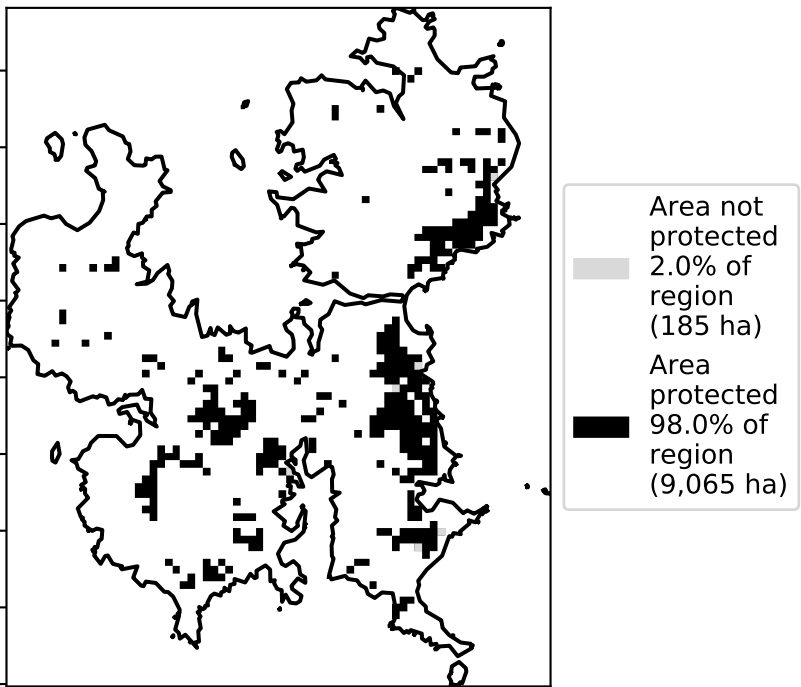 Area not
protected
2.0% of
region
(185 ha)
Area
protected
98.0% of
region
(9,065 ha)